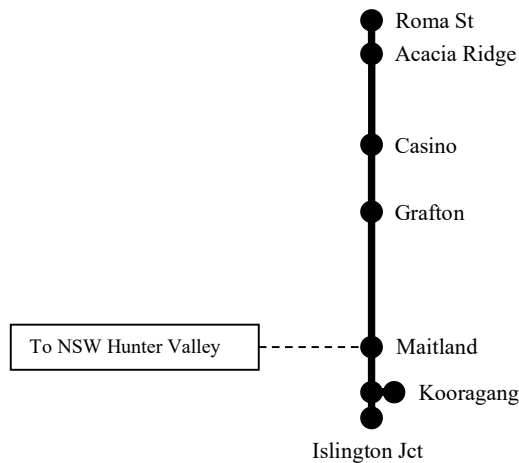 Roma St
Acacia Ridge
Casino
Grafton
To NSW Hunter Valley
Maitland
Kooragang
Islington Jct